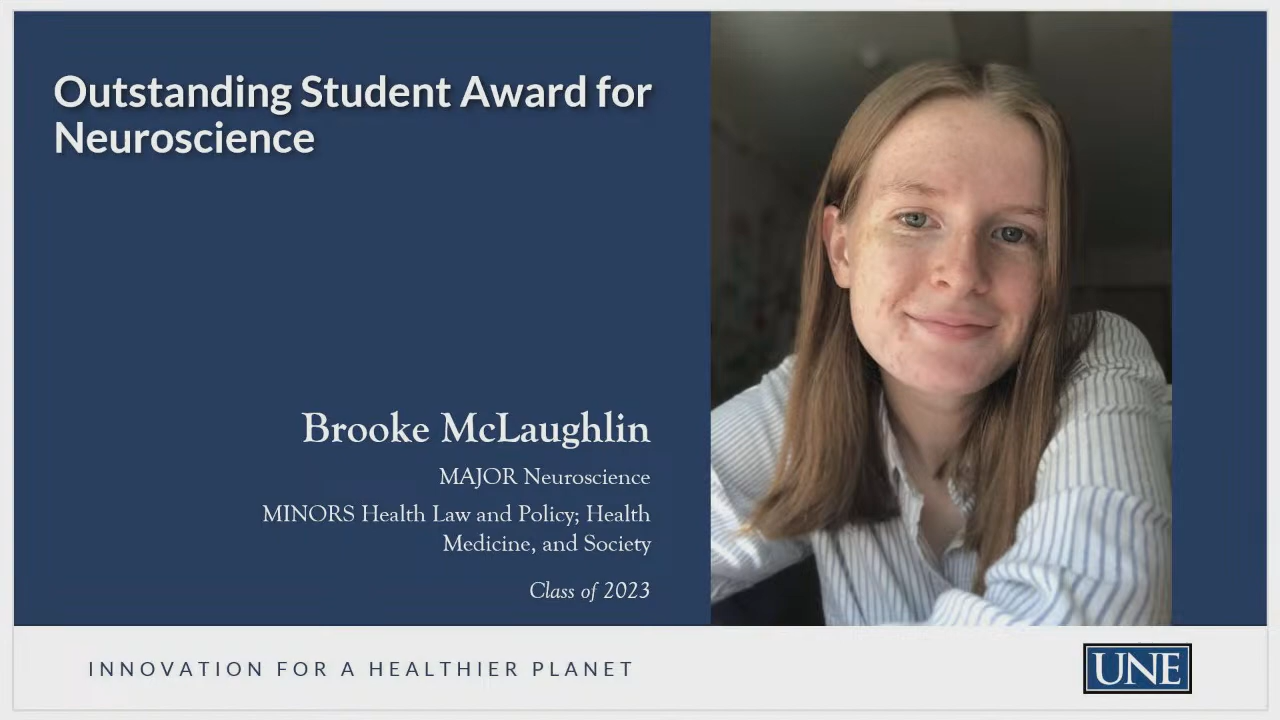 Outstanding Student Award for
Neuroscience
Brooke McLaughlin
MAJOR Neuroscience
MINORS Health Law and Policy; Health
Medicine, and Society
Class of 2023
INNOVATION FOR A HEALTHIER PLANET
UNE